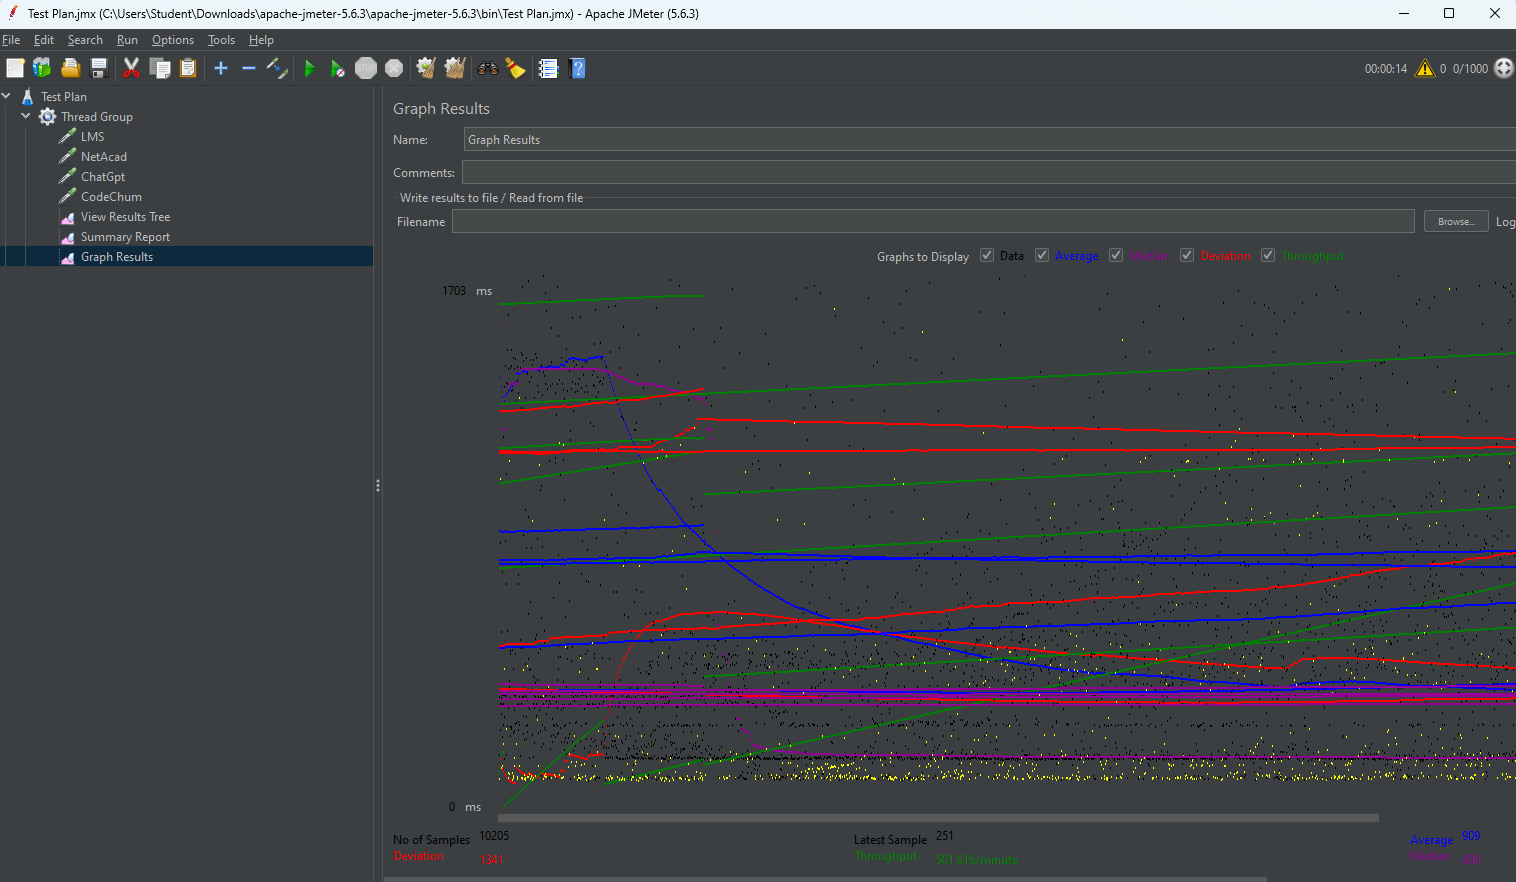 Test Plan.jmx (C:\Users\Student\Downloads\apache-jmeter-5.6.3\apache-jmeter-5.6.3\bin\Test Plan.jmx) - Apache JMeter (5.6.3)
File Edit Search Run Options Tools Help
00:00:14 0 0/1000
Test Plan
Thread Group
LMS
NetAcad
ChatGpt
CodeChum
View Results Tree
Summary Report
Graph Results
Graph Results
Name: Graph Results
Comments:
Write results to file / Read from file
Filename Browse... Log
Graphs to Display Data Average Median Deviation Throughput
1703 ms
0 ms
No of Samples 10205 Latest Sample 251 Average 909
Deviation 1341 Throughput /minute Median